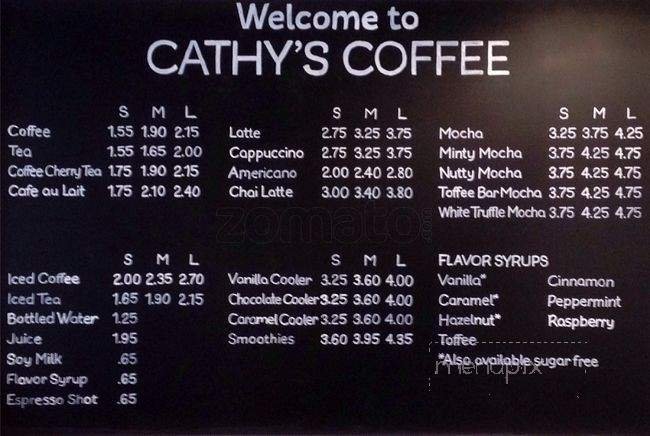 Welcome to
CATHY'S COFFEE
S M L
Coffee 1.55 1.90 2.15
Tea 1.55 1.65 2.00
Coffee Cherry Tea 1.75 1.90 2.15
Cafe au Lait 1.75 2.10 2.40
S M L
Latte 2.75 3.25 3.75
Cappuccino 2.75 3.25 3.75
Americano 2.00 2.40 2.80
Chai Latte 3.00 3.40 3.80
S M L
Mocha 3.25 3.75 4.25
Minty Mocha 3.75 4.25 4.75
Nutty Mocha 3.75 4.25 4.75
Toffee Bar Mocha 3.75 4.25 4.75
White Truffle Mocha 3.75 4.25 4.75
zomato
S M L
Iced Coffee 2.00 2.35 2.70
Iced Tea 1.65 1.90 2.15
Bottled Water 1.25
Juice 1.95
Soy Milk .65
Flavor Syrup .65
Espresso Shot .65
S M L
Vanilla Cooler 3.25 3.60 4.00
Chocolate Cooler 3.25 3.60 4.00
Caramel Cooler 3.25 3.60 4.00
Smoothies 3.60 3.95 4.35
FLAVOR SYRUPS
Vanilla* Cinnamon
Caramel* Peppermint
Hazelnut* Raspberry
Toffee
*Also available sugar free
menupix